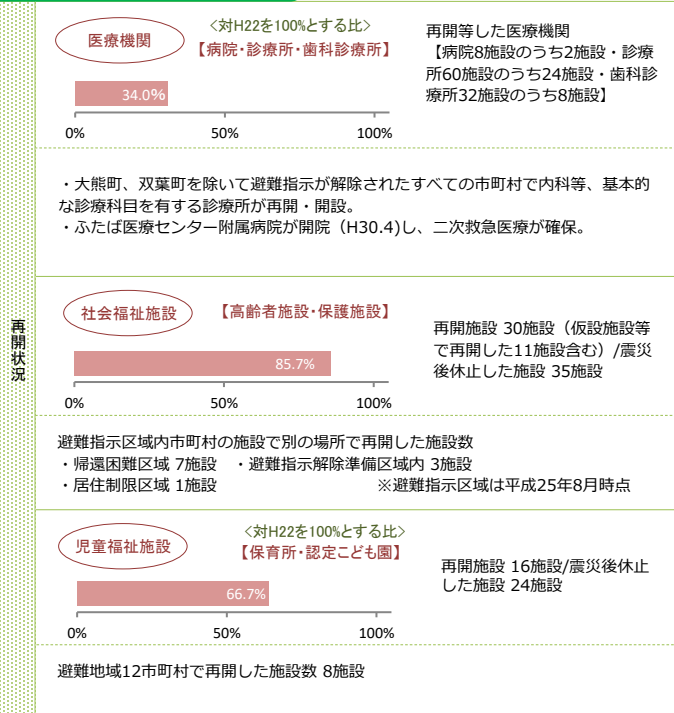 再開状況
医療機関
<対H22を100%とする比>
【病院・診療所・歯科診療所】
34.0%
0% 50% 100%
再開等した医療機関
【病院8施設のうち2施設・診療
所60施設のうち24施設・歯科診
療所32施設のうち8施設】
・大熊町、双葉町を除いて避難指示が解除されたすべての市町村で内科等、基本的
な診療科目を有する診療所が再開・開設。
・ふたば医療センター附属病院が開院（H30.4)し、二次救急医療が確保。
社会福祉施設
【高齢者施設・保護施設】
85.7%
0% 50% 100%
再開施設 30施設（仮設施設等
で再開した11施設含む）/震災
後休止した施設 35施設
避難指示区域内市町村の施設で別の場所で再開した施設数
・帰還困難区域 7施設 ・避難指示解除準備区域内 3施設
・居住制限区域 1施設 ※避難指示区域は平成25年8月時点
児童福祉施設
<対H22を100%とする比>
【保育所・認定こども園】
66.7%
0% 50% 100%
再開施設 16施設/震災後休止
した施設 24施設
避難地域12市町村で再開した施設数 8施設